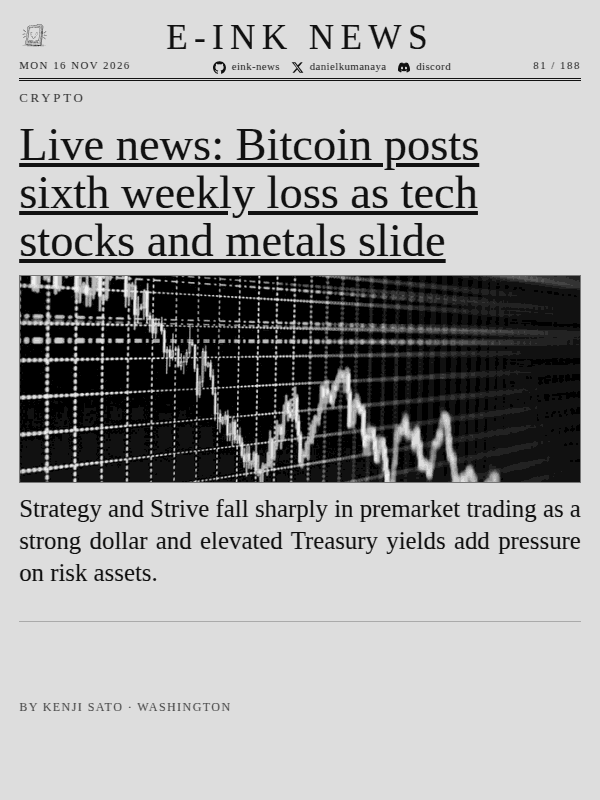 E-INK NEWS
MON 16 NOV 2026
eink-news
danielkumanaya
discord
81 / 188
CRYPTO
Live news: Bitcoin posts
sixth weekly loss as tech
stocks and metals slide
Strategy and Strive fall sharply in premarket trading as a
strong dollar and elevated Treasury yields add pressure
on risk assets.
BY KENJI SATO · WASHINGTON